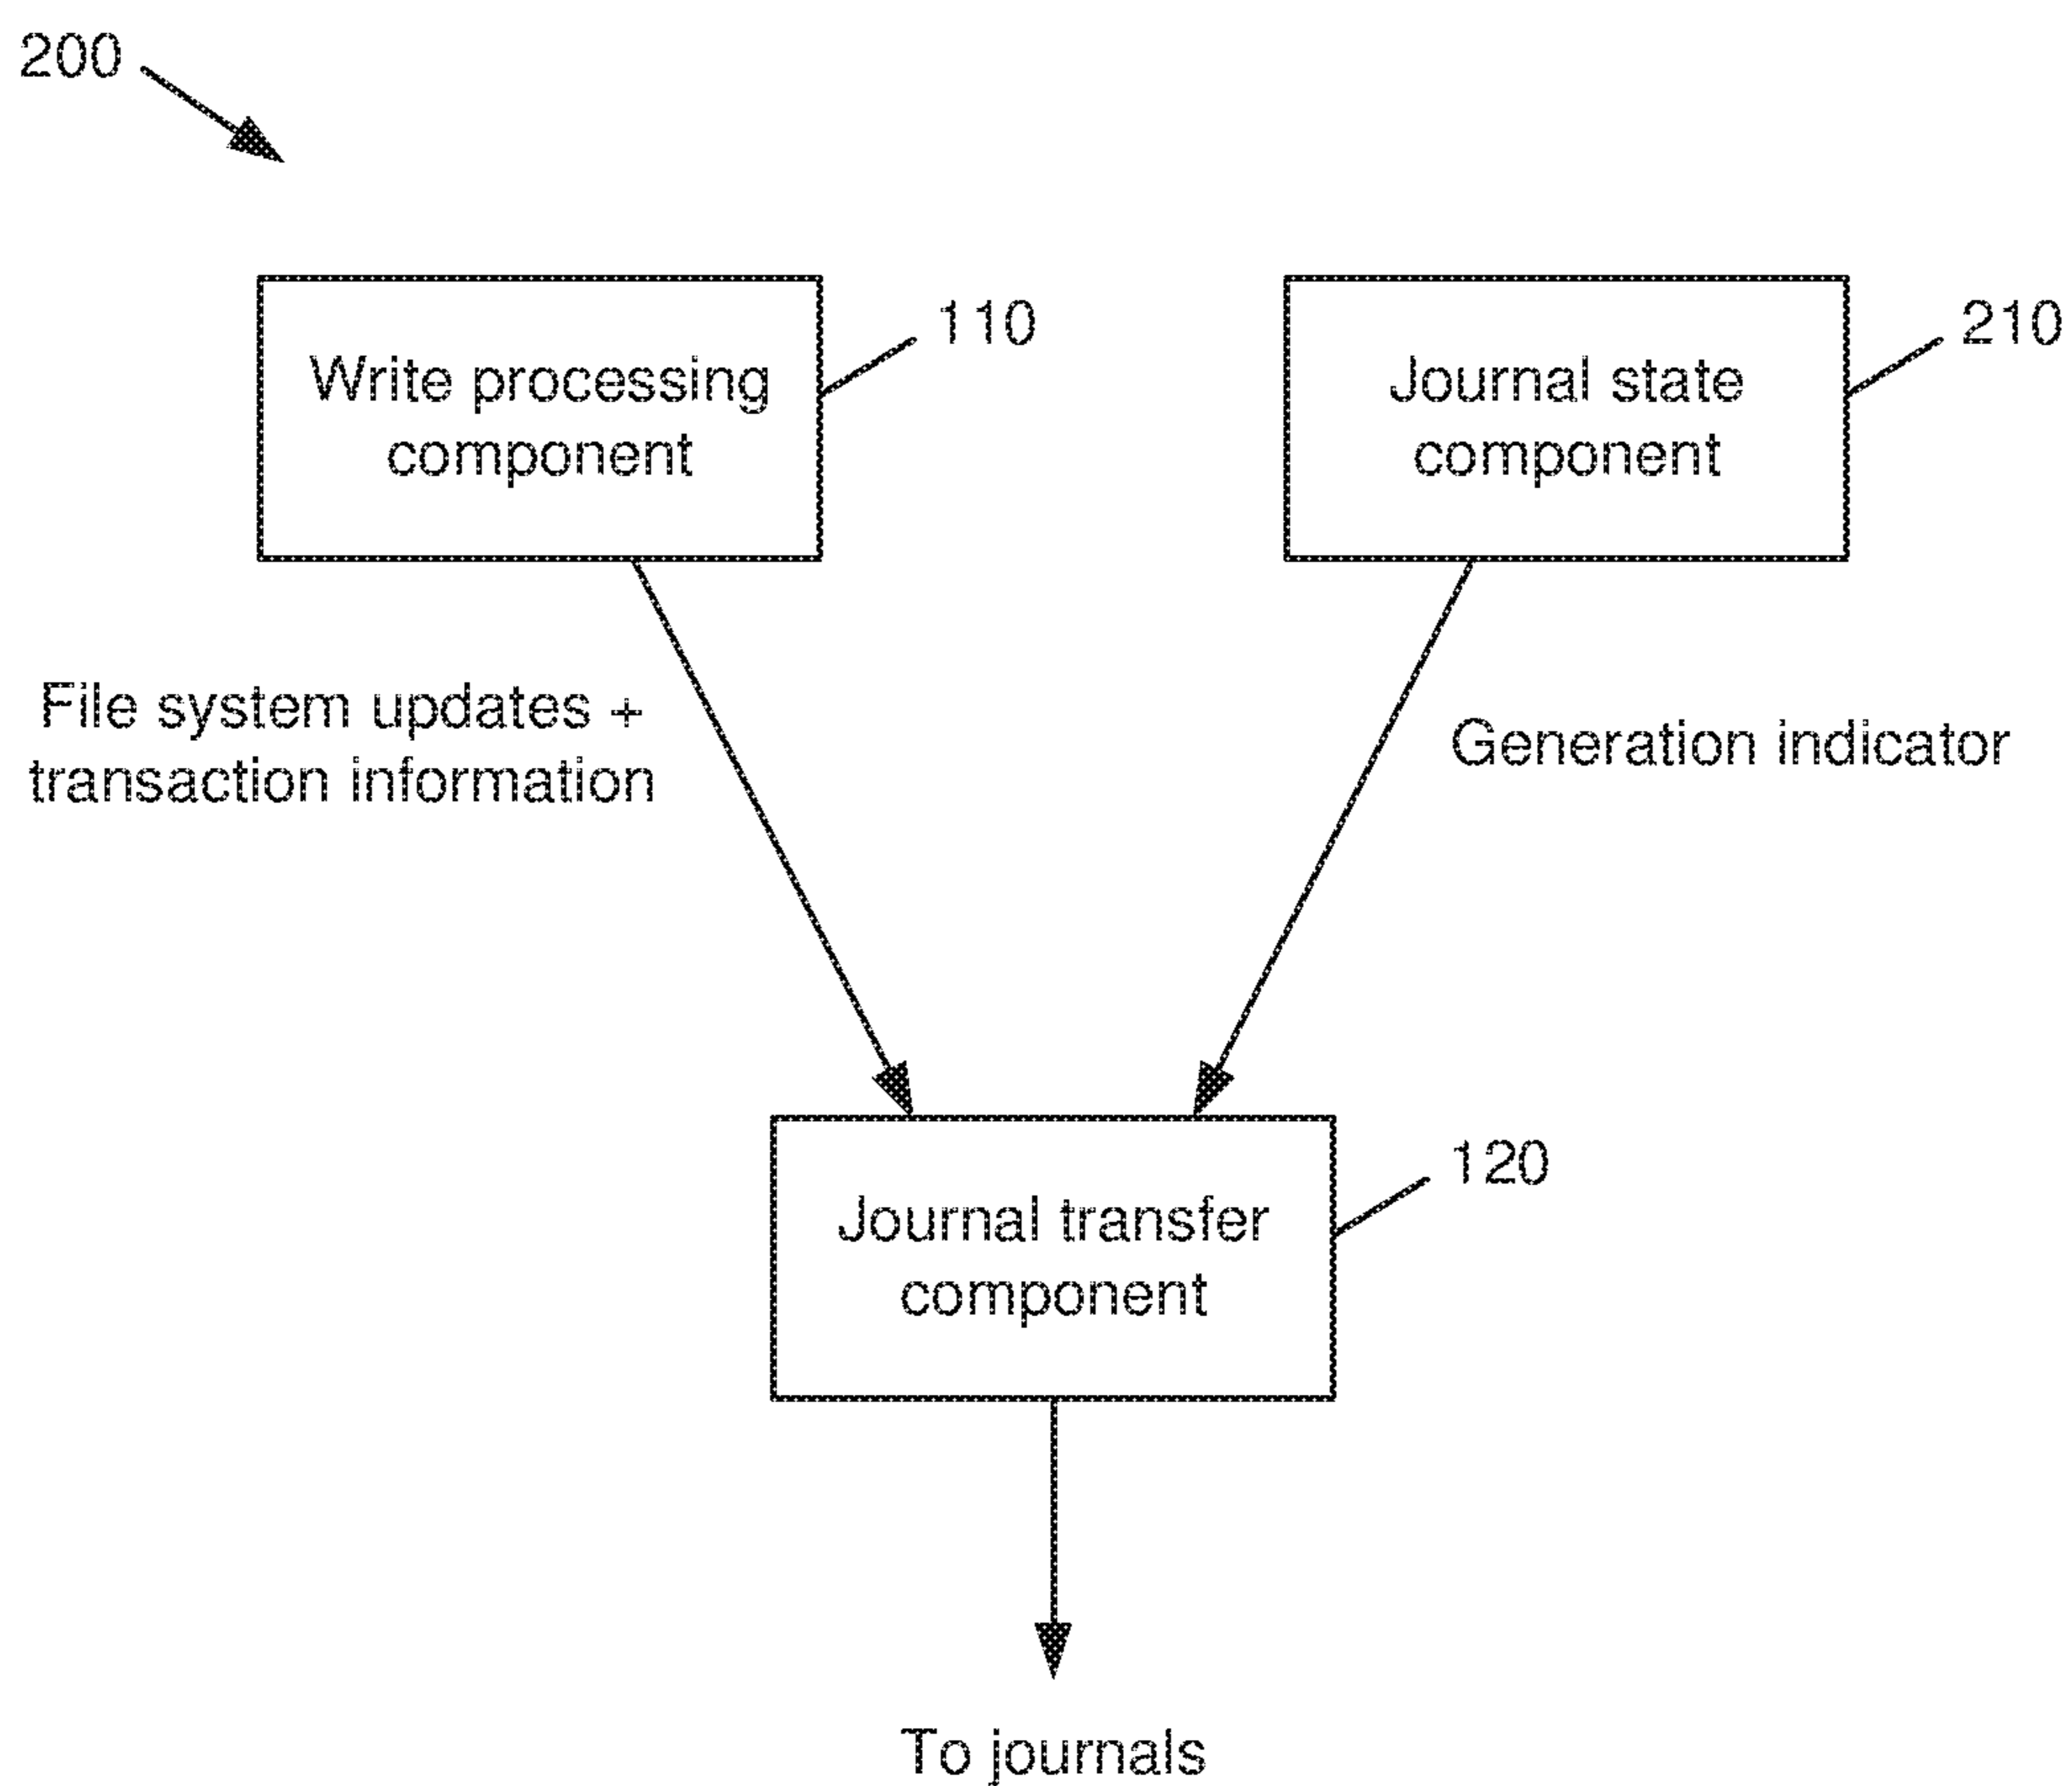 200
Write processing
component
110
Journal state
component
210
File system updates +
transaction information
Generation indicator
Journal transfer
component
120
To journals